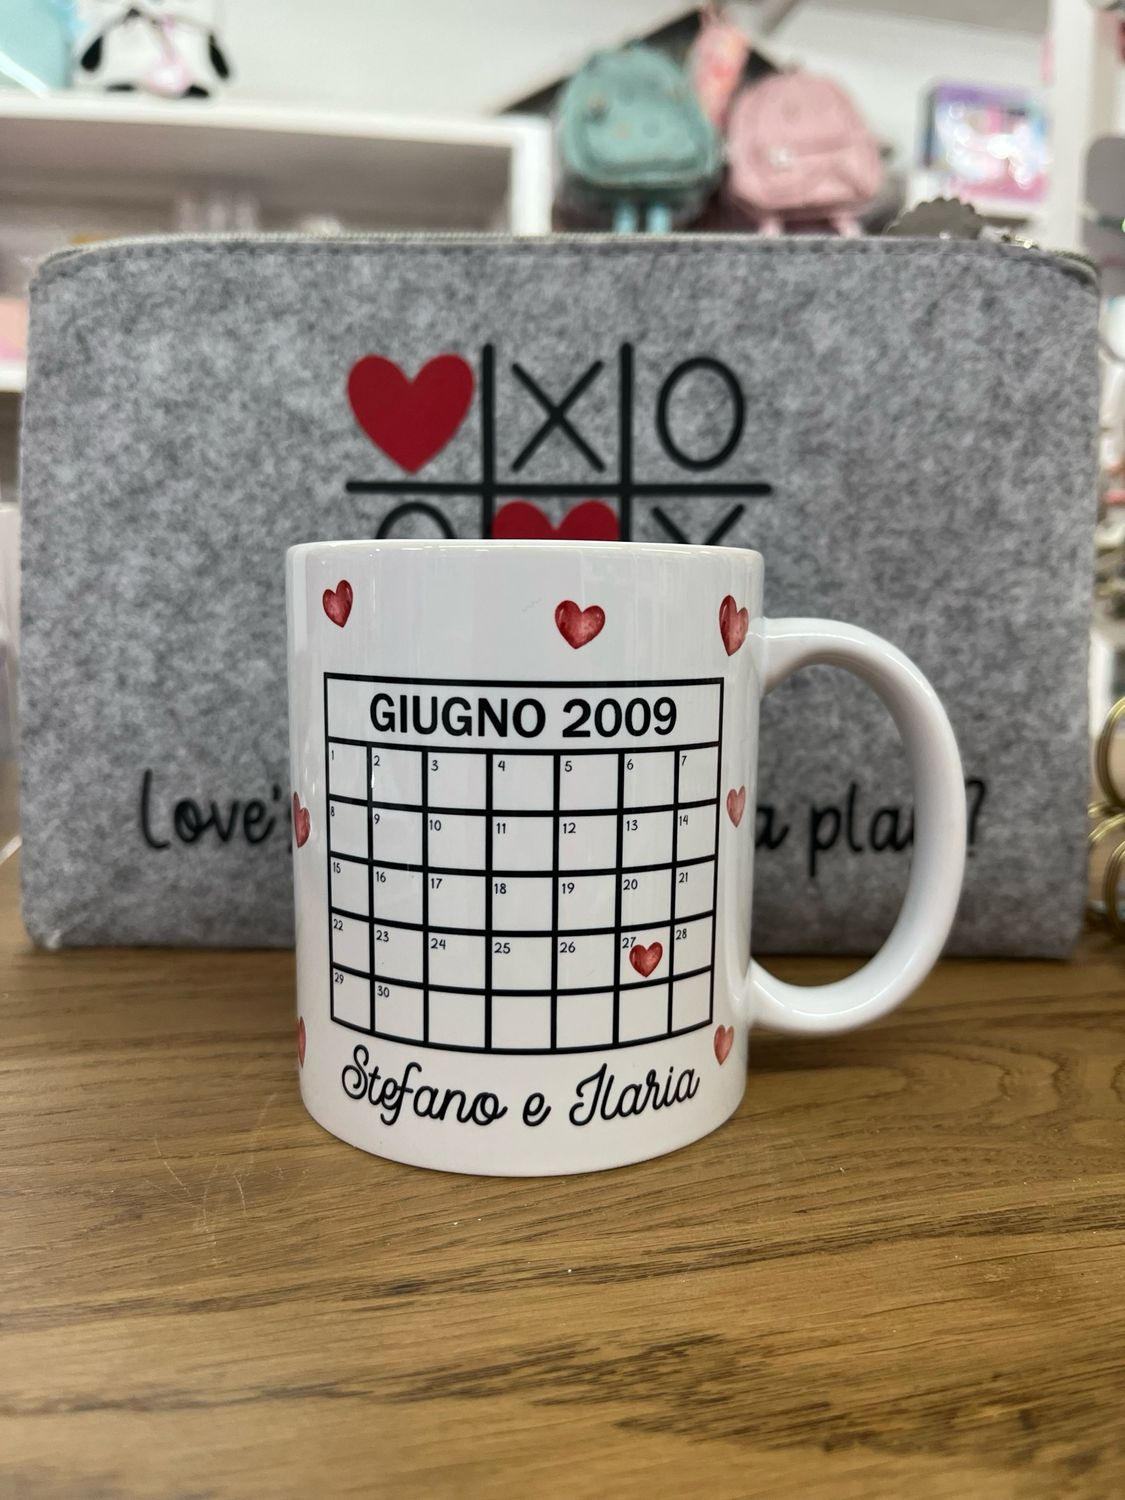 X O
O X
love's a pla ?
GIUGNO 2009
1 2 3 4 5 6 7
8 9 10 11 12 13 14
15 16 17 18 19 20 21
22 23 24 25 26 27 28
29 30
Stefano e Ilaria